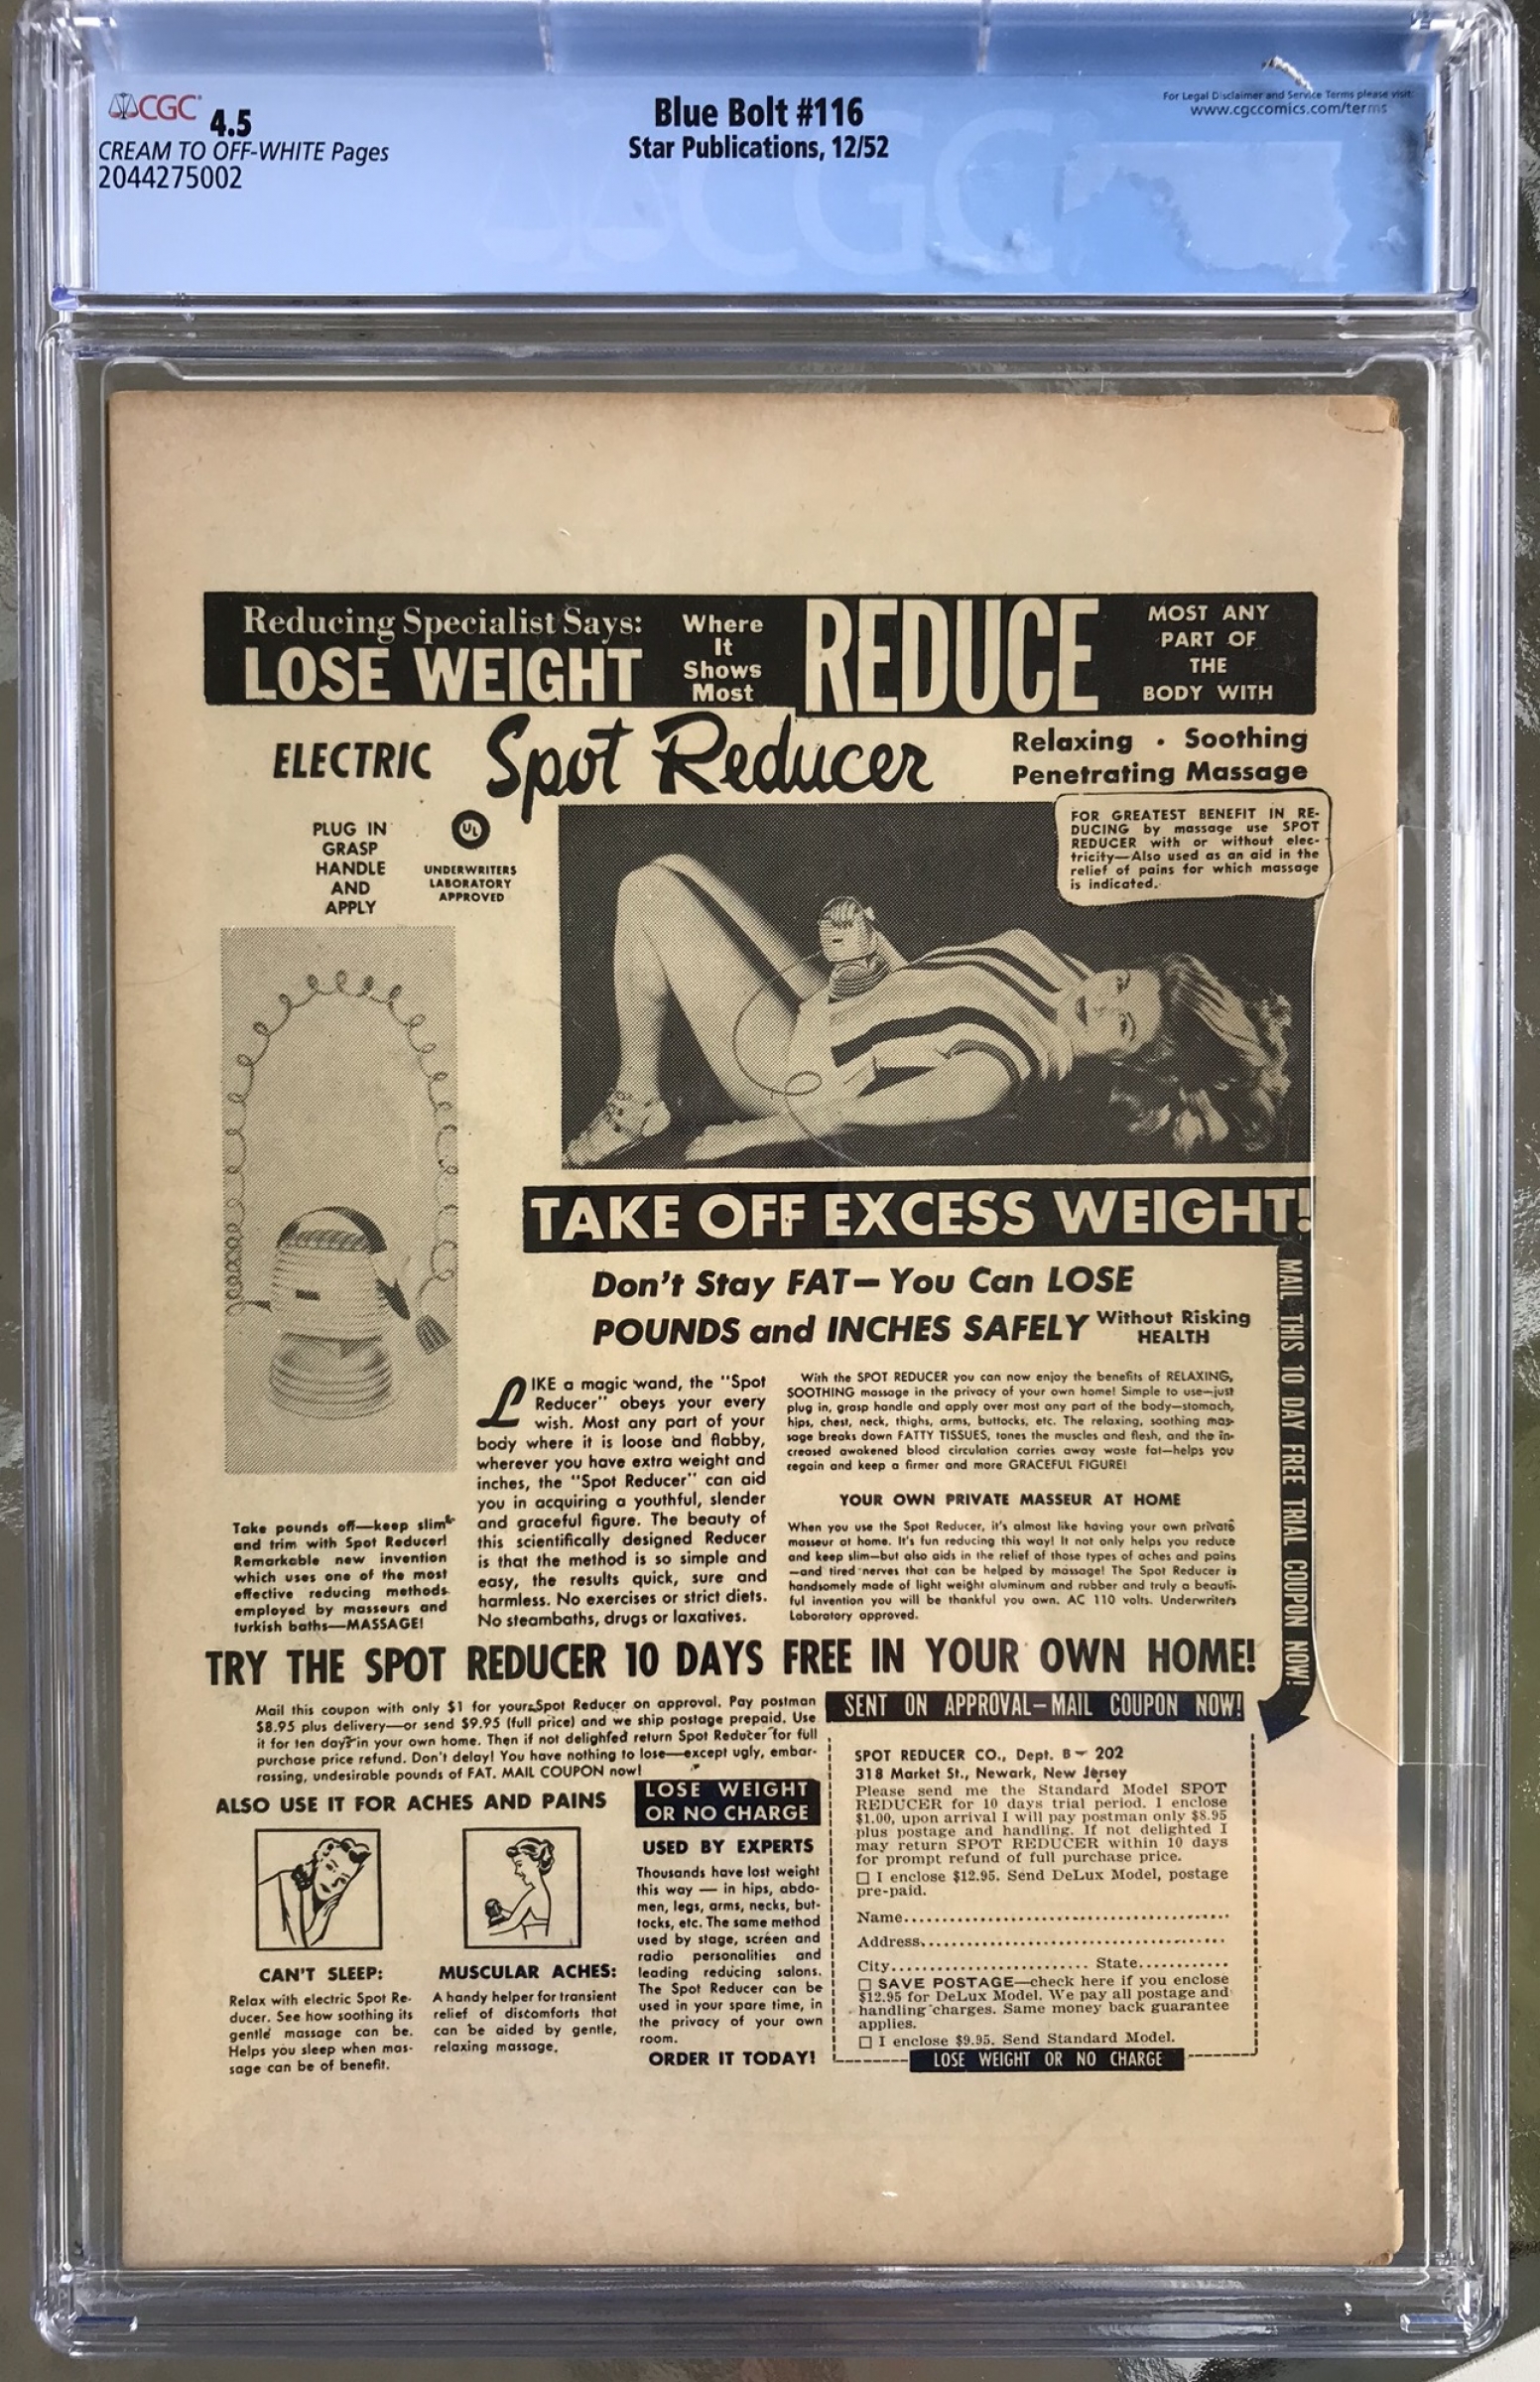 CGC 4.5
CREAM TO OFF-WHITE Pages
2044275002
Blue Bolt #116
Star Publications, 12/52
For Legal Disclaimer and Service Terms please visit:
www.cgccomics.com/terms
CGC
Reducing Specialist Says:
LOSE WEIGHT
Where
It
Shows
Most
REDUCE
MOST ANY
PART OF
THE
BODY WITH
ELECTRIC
Spot Reducer
Relaxing • Soothing
Penetrating Massage
PLUG IN
GRASP
HANDLE
AND
APPLY
UL
UNDERWRITERS
LABORATORY
APPROVED
FOR GREATEST BENEFIT IN RE-
DUCING by massage use SPOT
REDUCER with or without elec-
tricity—Also used as an aid in the
relief of pains for which massage
is indicated.
TAKE OFF EXCESS WEIGHT!
Don't Stay FAT—You Can LOSE
POUNDS and INCHES SAFELY Without Risking
HEALTH
MAIL THIS 10 DAY FREE TRIAL COUPON NOW!
Take pounds off—keep slim
and trim with Spot Reducer!
Remarkable new invention
which uses one of the most
effective reducing methods
employed by masseurs and
turkish baths—MASSAGE!
LIKE a magic wand, the "Spot
Reducer" obeys your every
wish. Most any part of your
body where it is loose and flabby,
wherever you have extra weight and
inches, the "Spot Reducer" can aid
you in acquiring a youthful, slender
and graceful figure. The beauty of
this scientifically designed Reducer
is that the method is so simple and
easy, the results quick, sure and
harmless. No exercises or strict diets.
No steambaths, drugs or laxatives.
With the SPOT REDUCER you can now enjoy the benefits of RELAXING,
SOOTHING massage in the privacy of your own home! Simple to use—just
plug in, grasp handle and apply over most any part of the body—stomach,
hips, chest, neck, thighs, arms, buttocks, etc. The relaxing, soothing mas-
sage breaks down FATTY TISSUES, tones the muscles and flesh, and the in-
creased awakened blood circulation carries away waste fat—helps you
regain and keep a firmer and more GRACEFUL FIGURE!
YOUR OWN PRIVATE MASSEUR AT HOME
When you use the Spot Reducer, it's almost like having your own private
masseur at home. It's fun reducing this way! It not only helps you reduce
and keep slim—but also aids in the relief of those types of aches and pains
—and tired nerves that can be helped by massage! The Spot Reducer is
handsomely made of light weight aluminum and rubber and truly a beauti-
ful invention you will be thankful you own. AC 110 volts. Underwriters
Laboratory approved.
TRY THE SPOT REDUCER 10 DAYS FREE IN YOUR OWN HOME!
Mail this coupon with only $1 for your Spot Reducer on approval. Pay postman
$8.95 plus delivery—or send $9.95 (full price) and we ship postage prepaid. Use
it for ten days in your own home. Then if not delighted return Spot Reducer for full
purchase price refund. Don't delay! You have nothing to lose—except ugly, embar-
rassing, undesirable pounds of FAT. MAIL COUPON now!
ALSO USE IT FOR ACHES AND PAINS
CAN'T SLEEP:
Relax with electric Spot Re-
ducer. See how soothing its
gentle massage can be.
Helps you sleep when mas-
sage can be of benefit.
MUSCULAR ACHES:
A handy helper for transient
relief of discomforts that
can be aided by gentle,
relaxing massage.
LOSE WEIGHT
OR NO CHARGE
USED BY EXPERTS
Thousands have lost weight
this way — in hips, abdo-
men, legs, arms, necks, but-
tocks, etc. The same method
used by stage, screen and
radio personalities and
leading reducing salons.
The Spot Reducer can be
used in your spare time, in
the privacy of your own
room.
ORDER IT TODAY!
SENT ON APPROVAL—MAIL COUPON NOW!
SPOT REDUCER CO., Dept. B— 202
318 Market St., Newark, New Jersey
Please send me the Standard Model SPOT
REDUCER for 10 days trial period. I enclose
$1.00, upon arrival I will pay postman only $8.95
plus postage and handling. If not delighted I
may return SPOT REDUCER within 10 days
for prompt refund of full purchase price.
☐ I enclose $12.95. Send DeLux Model, postage
pre-paid.
Name........................................
Address........................................
City........................ State............
☐ SAVE POSTAGE—check here if you enclose
$12.95 for DeLux Model. We pay all postage and
handling charges. Same money back guarantee
applies.
☐ I enclose $9.95. Send Standard Model.
LOSE WEIGHT OR NO CHARGE